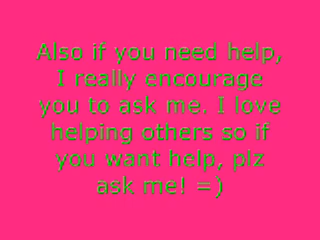 Also if you need help,
I really encourage
you to ask me. I love
helping others so if
you want help, plz
ask me! =)